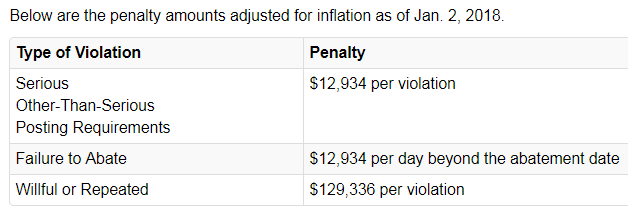 Below are the penalty amounts adjusted for inflation as of Jan. 2, 2018.
Type of Violation Penalty
Serious $12,934 per violation
Other-Than-Serious
Posting Requirements
Failure to Abate $12,934 per day beyond the abatement date
Willful or Repeated $129,336 per violation